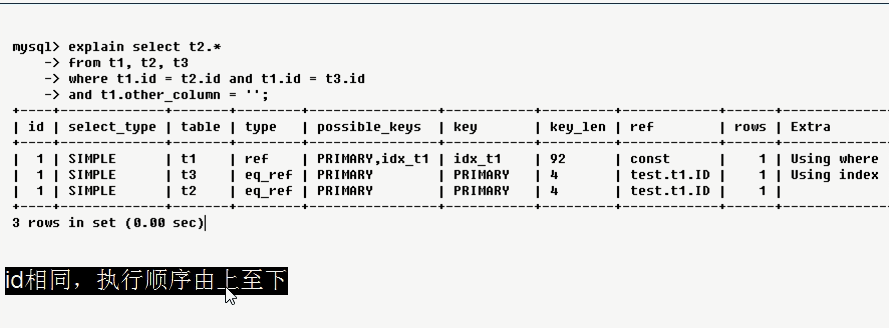 mysql> explain select t2.*
    -> from t1, t2, t3
    -> where t1.id = t2.id and t1.id = t3.id
    -> and t1.other_column = '';
+----+-------------+-------+--------+----------------+---------+---------+------------+------+-------------
| id | select_type | table | type   | possible_keys  | key     | key_len | ref        | rows | Extra
+----+-------------+-------+--------+----------------+---------+---------+------------+------+-------------
|  1 | SIMPLE      | t1    | ref    | PRIMARY,idx_t1 | idx_t1  | 92      | const      |    1 | Using where
|  1 | SIMPLE      | t3    | eq_ref | PRIMARY        | PRIMARY | 4       | test.t1.ID |    1 | Using index
|  1 | SIMPLE      | t2    | eq_ref | PRIMARY        | PRIMARY | 4       | test.t1.ID |    1 |
+----+-------------+-------+--------+----------------+---------+---------+------------+------+-------------
3 rows in set (0.00 sec)
id相同，执行顺序由上至下